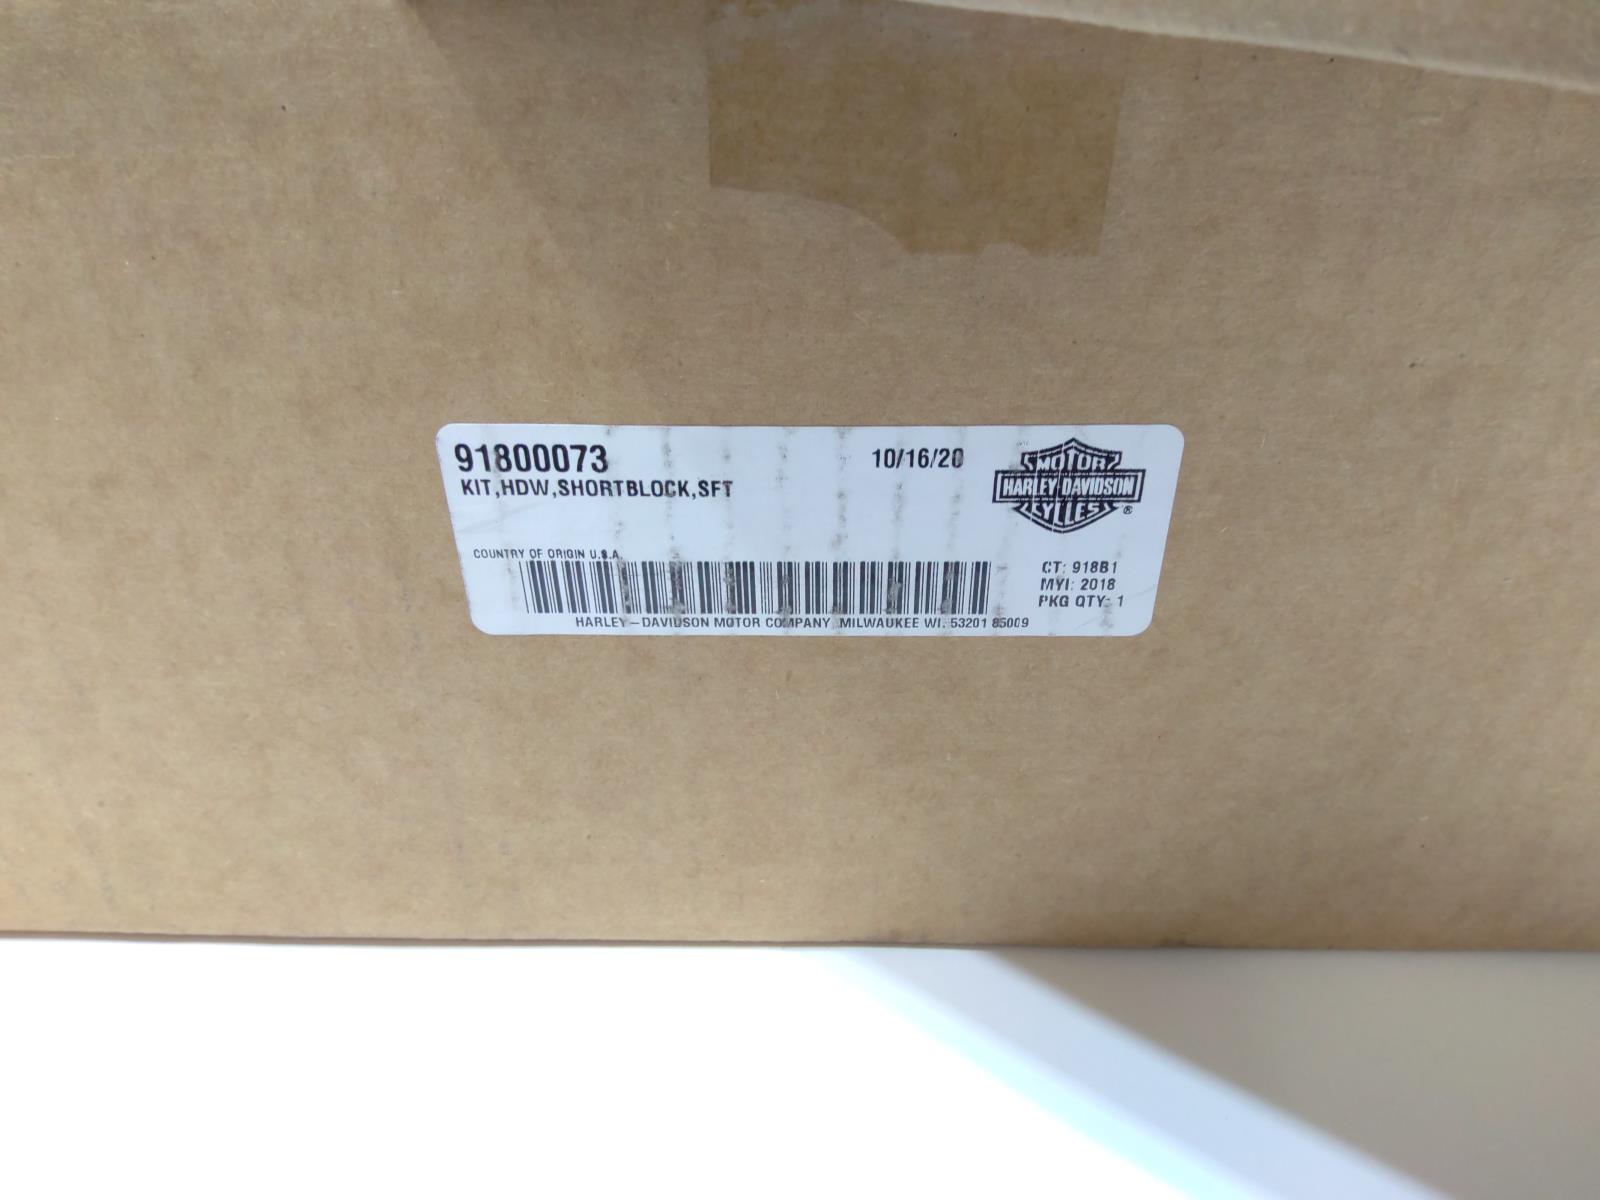 91800073
10/16/20
KIT,HDW,SHORTBLOCK,SFT
MOTOR
HARLEY-DAVIDSON
CYCLES
®
COUNTRY OF ORIGIN U.S.A.
CT: 918B1
MYI: 2018
PKG QTY: 1
HARLEY-DAVIDSON MOTOR COMPANY, MILWAUKEE WI. 53201 85009